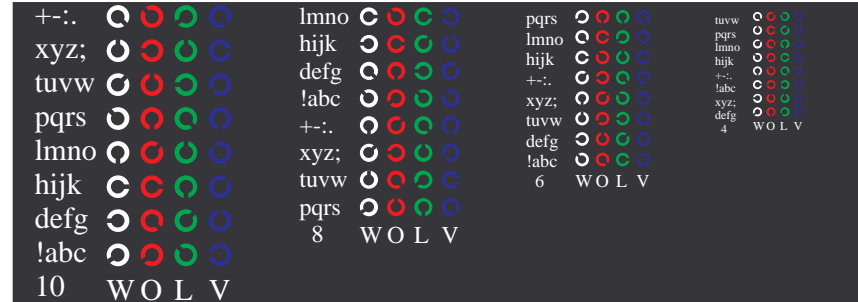 +-:.
xyz;
tuvw
pqrs
lmno
hijk
defg
!abc
10 W O L V
lmno
hijk
defg
!abc
+-:.
xyz;
tuvw
pqrs
8 W O L V
pqrs
lmno
hijk
+-:.
xyz;
tuvw
defg
!abc
6 W O L V
tuvw
pqrs
lmno
hijk
+-:.
!abc
xyz;
defg
4 W O L V